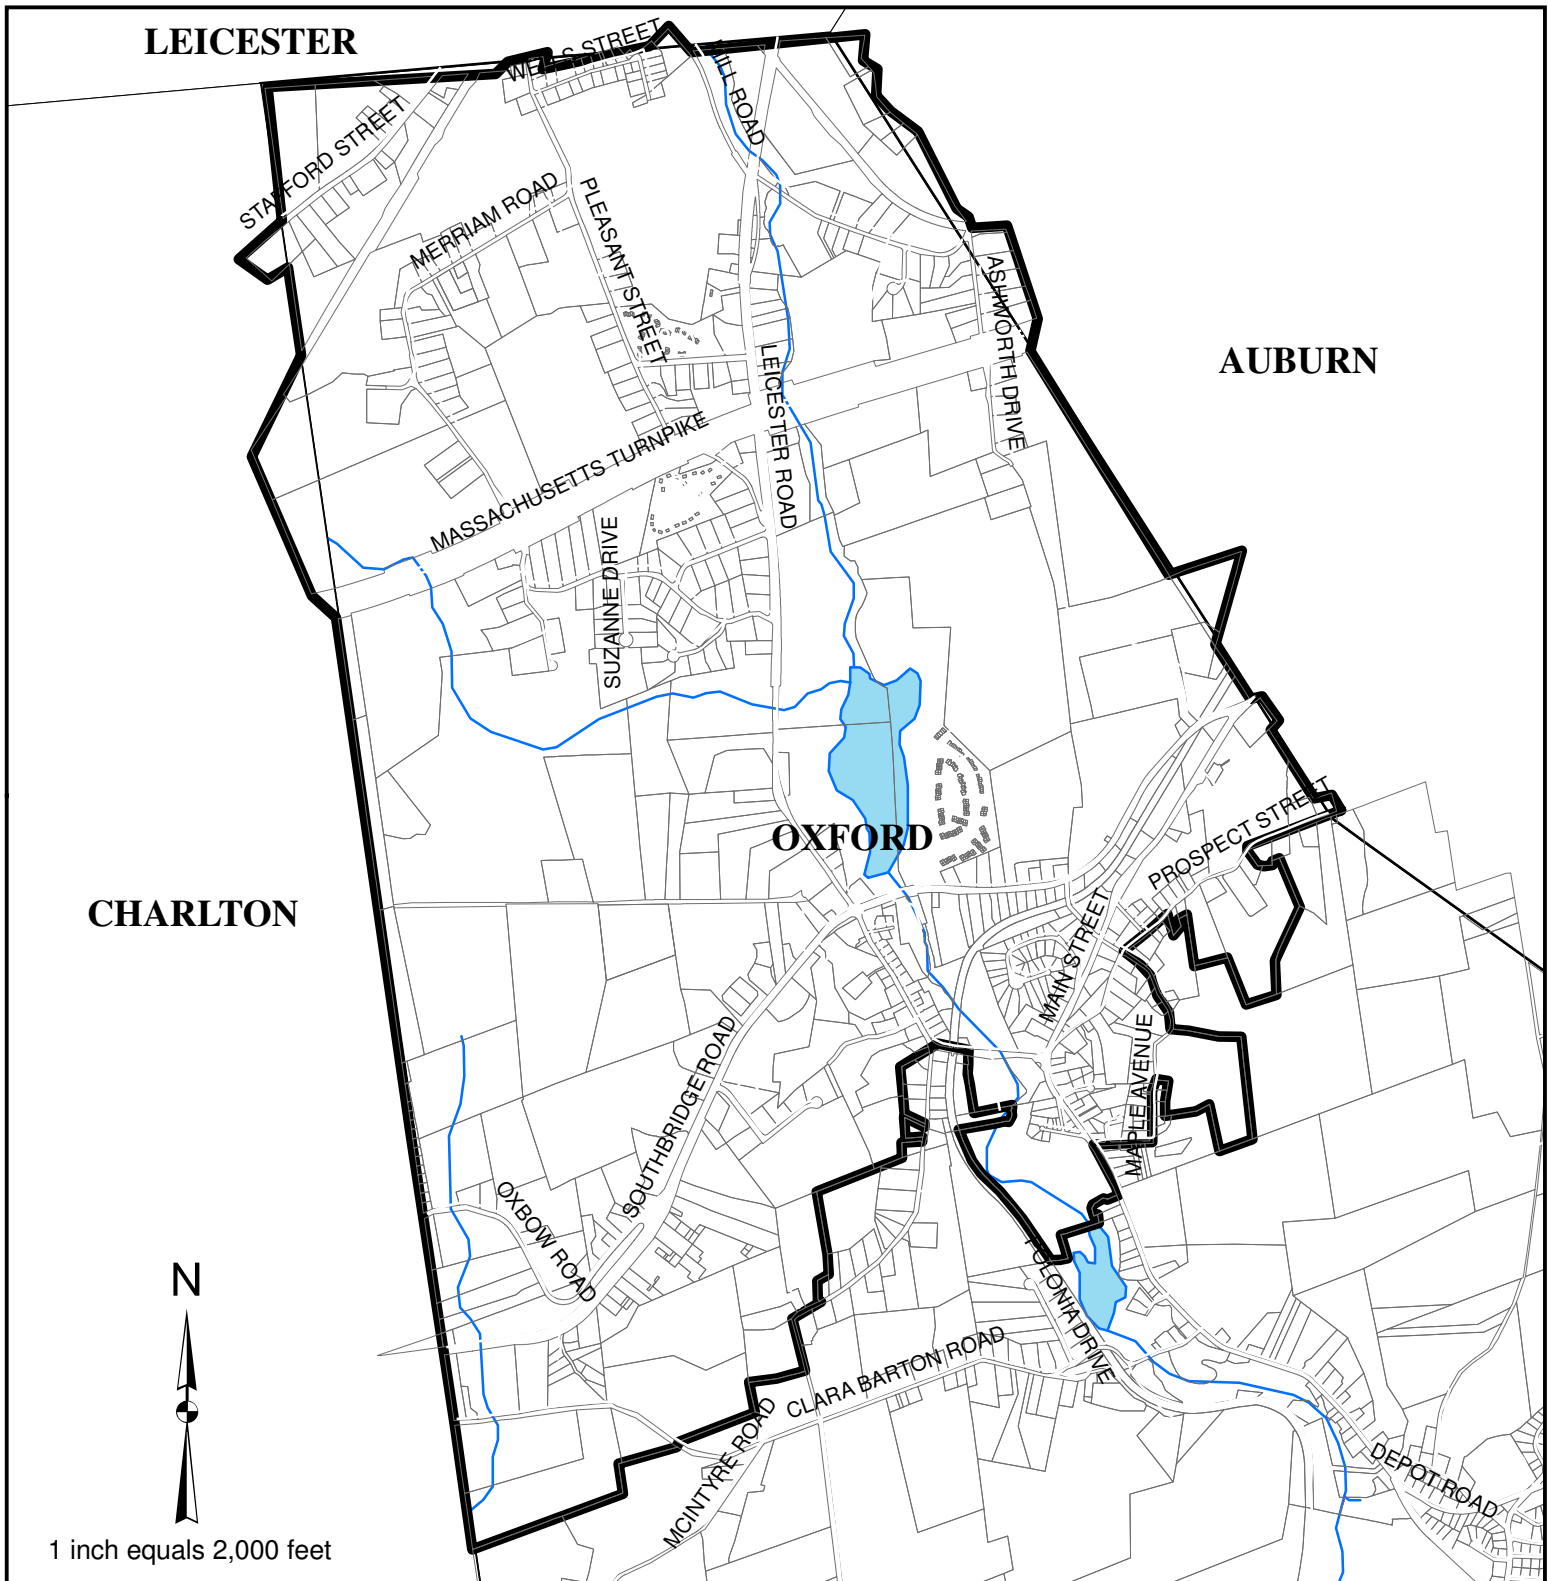 LEICESTER
WELLS STREET
MILL ROAD
STAFFORD STREET
MERRIAM ROAD
PLEASANT STREET
ASHWORTH DRIVE
AUBURN
LEICESTER ROAD
MASSACHUSETTS TURNPIKE
SUZANNE DRIVE
PROSPECT STREET
OXFORD
CHARLTON
MAIN STREET
MAPLE AVENUE
SOUTHBRIDGE ROAD
OXBOW ROAD
POLONIA DRIVE
N
CLARA BARTON ROAD
MCINTYRE ROAD
DEPOT ROAD
1 inch equals 2,000 feet